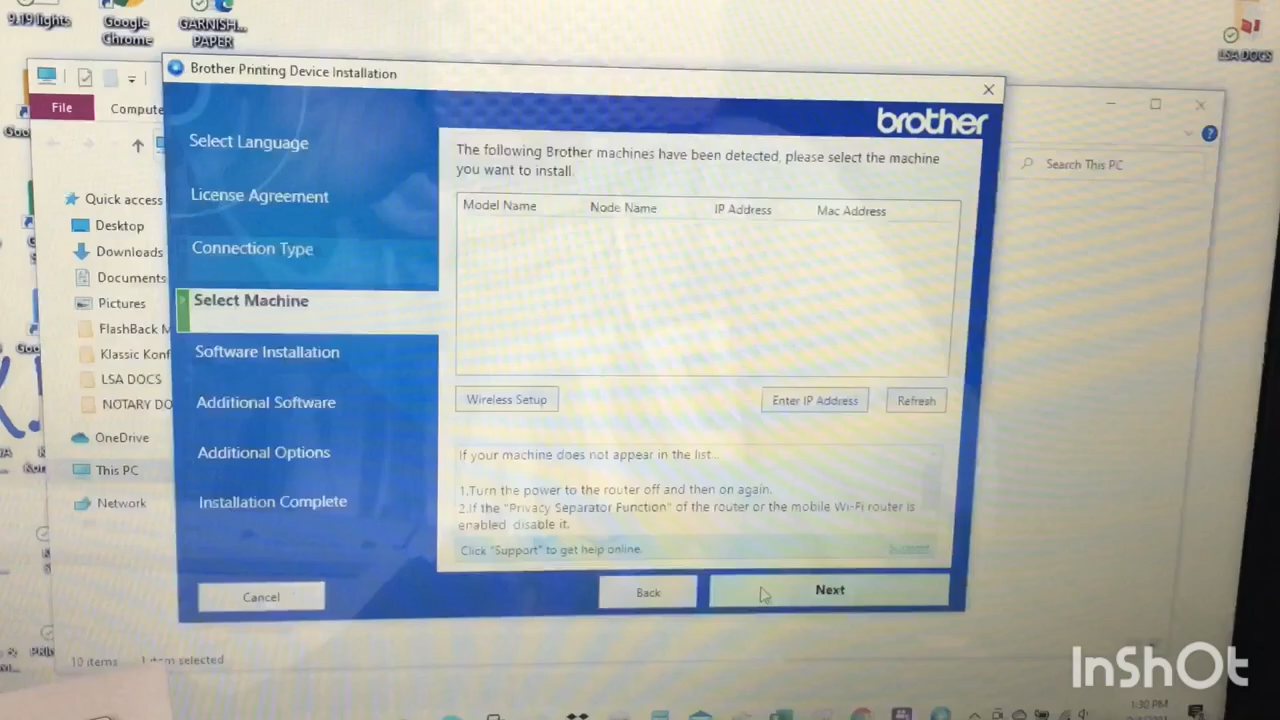 9.19 lights
Google
Chrome
GARNISH...
PAPER
LSA DOCS
Brother Printing Device Installation
File
Compute
Search This PC
brother
Select Language
License Agreement
Connection Type
Select Machine
Software Installation
Additional Software
Additional Options
Installation Complete
Quick access
Desktop
Downloads
Documents
Pictures
FlashBack M
Klassic Konf
LSA DOCS
NOTARY DO
OneDrive
This PC
Network
The following Brother machines have been detected, please select the machine
you want to install.
Model Name Node Name IP Address Mac Address
Wireless Setup Enter IP Address Refresh
If your machine does not appear in the list...
1.Turn the power to the router off and then on again.
2.If the "Privacy Separator Function" of the router or the mobile Wi-Fi router is
enabled disable it.
Click "Support" to get help online. Support
Cancel Back Next
10 items 1 item selected
InShOt
1:30 PM